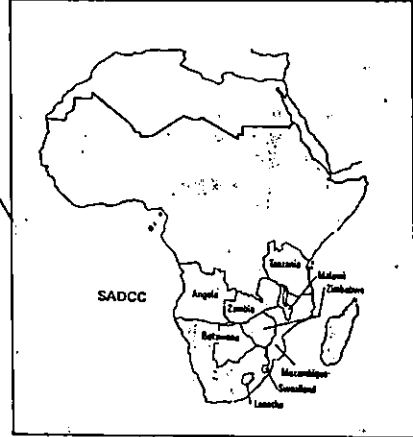 Tanzania
Malawi
Zimbabwe
SADCC
Angola
Zambia
Botswana
Mozambique
Swaziland
Lesotho